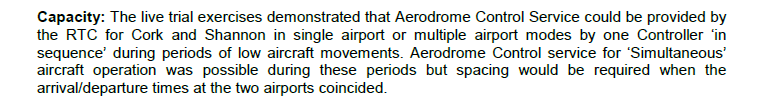 Capacity: The live trial exercises demonstrated that Aerodrome Control Service could be provided by
the RTC for Cork and Shannon in single airport or multiple airport modes by one Controller ‘in
sequence’ during periods of low aircraft movements. Aerodrome Control service for ‘Simultaneous’
aircraft operation was possible during these periods but spacing would be required when the
arrival/departure times at the two airports coincided.